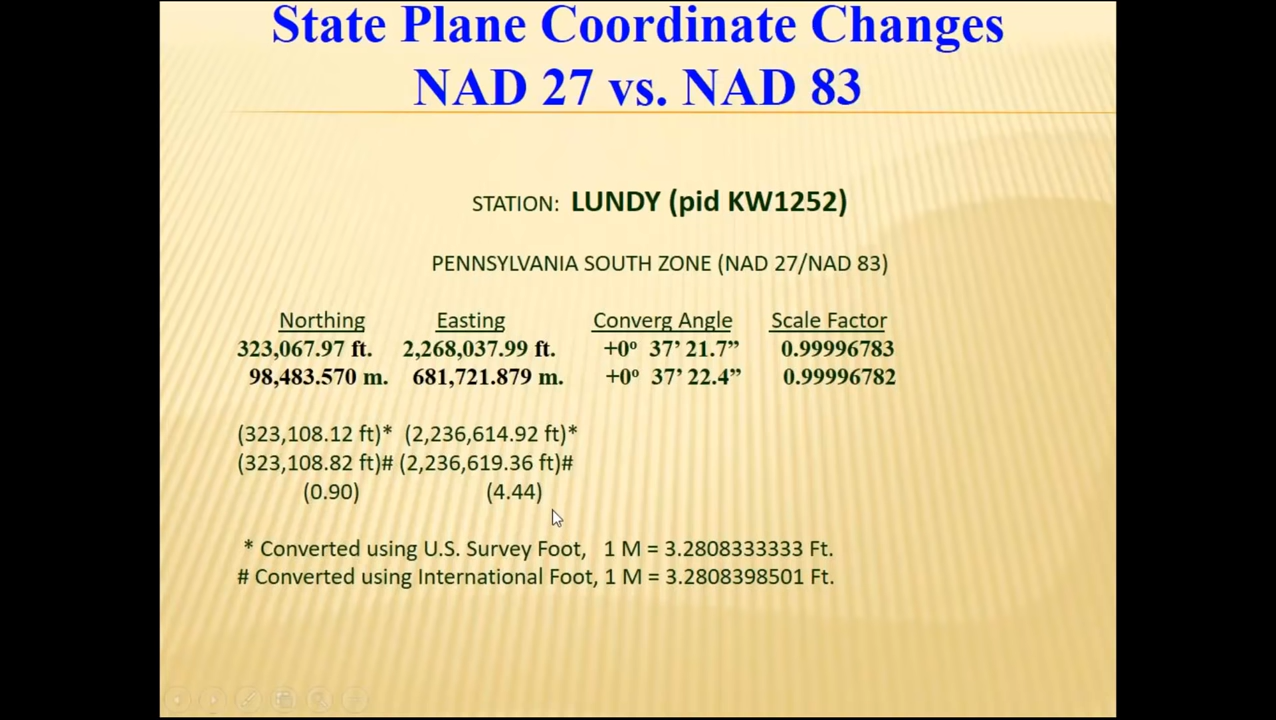 State Plane Coordinate Changes
NAD 27 vs. NAD 83
STATION: LUNDY (pid KW1252)
PENNSYLVANIA SOUTH ZONE (NAD 27/NAD 83)
Northing Easting Converg Angle Scale Factor
323,067.97 ft. 2,268,037.99 ft. +0° 37’ 21.7” 0.99996783
98,483.570 m. 681,721.879 m. +0° 37’ 22.4” 0.99996782
(323,108.12 ft)* (2,236,614.92 ft)*
(323,108.82 ft)# (2,236,619.36 ft)#
(0.90) (4.44)
* Converted using U.S. Survey Foot, 1 M = 3.2808333333 Ft.
# Converted using International Foot, 1 M = 3.2808398501 Ft.